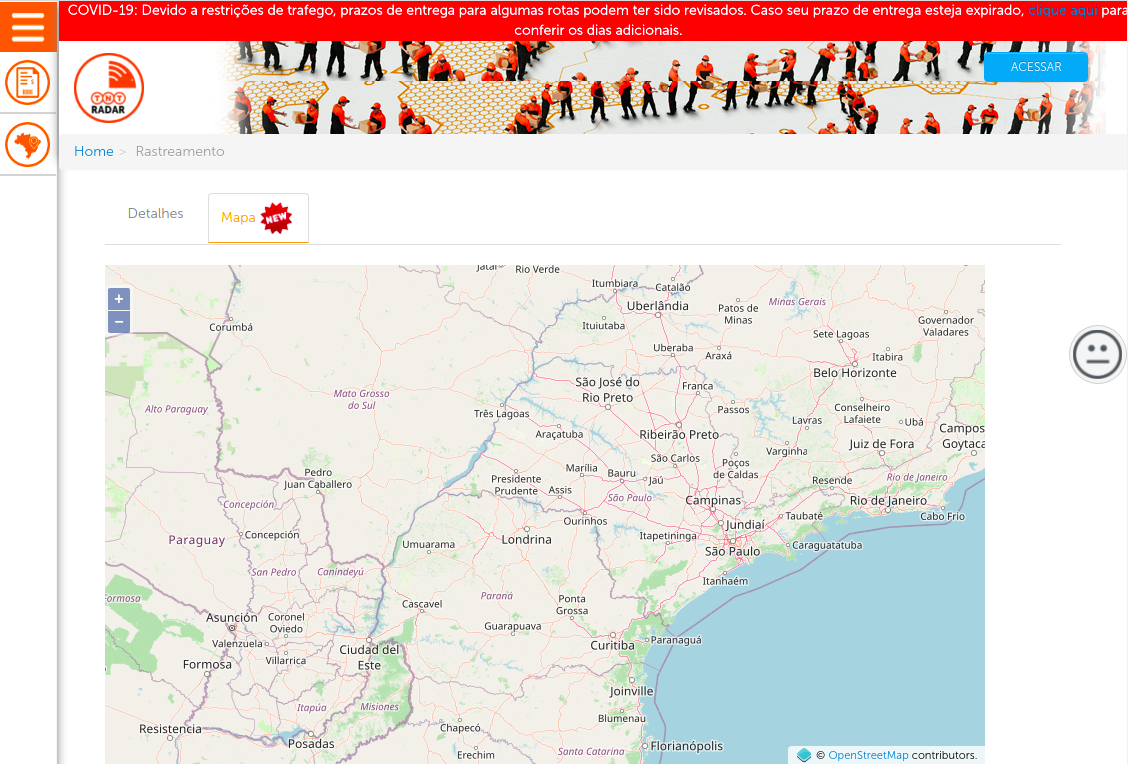 COVID-19: Devido a restrições de trafego, prazos de entrega para algumas rotas podem ter sido revisados. Caso seu prazo de entrega esteja expirado, clique aqui para
conferir os dias adicionais.
TNT
RADAR
ACESSAR
Home > Rastreamento
Detalhes
Mapa NEW
+
−
Jataí
Rio Verde
Itumbiara
Catalão
Uberlândia
Patos de
Minas
Minas Gerais
Governador
Valadares
Corumbá
Ituiutaba
Sete Lagoas
Uberaba
Araxá
Itabira
Belo Horizonte
São José do
Rio Preto
Franca
Mato Grosso
do Sul
Alto Paraguay
Três Lagoas
Passos
Conselheiro
Lafaiete
Lavras
Ubá
Campos
Goytaca
Araçatuba
Ribeirão Preto
Juiz de Fora
Varginha
São Carlos
Poços
de Caldas
Marília
Bauru
Jaú
Pedro
Juan Caballero
Presidente
Prudente
Assis
São Paulo
Resende
Rio de Janeiro
Campinas
Rio de Janeiro
Concepción
Ourinhos
Jundiaí
Taubaté
Cabo Frio
Paraguay
Concepción
Londrina
Itapetininga
Umuarama
São Paulo
Caraguatatuba
San Pedro
Canindeyú
Itanhaém
Formosa
Cascavel
Paraná
Ponta
Grossa
Asunción
Coronel
Oviedo
Guarapuava
Valenzuela
Curitiba
Paranaguá
Ciudad del
Este
Villarrica
Formosa
Joinville
Itapúa
Misiones
Blumenau
Resistencia
Chapecó
Posadas
Florianópolis
Erechim
Santa Catarina
© OpenStreetMap contributors.